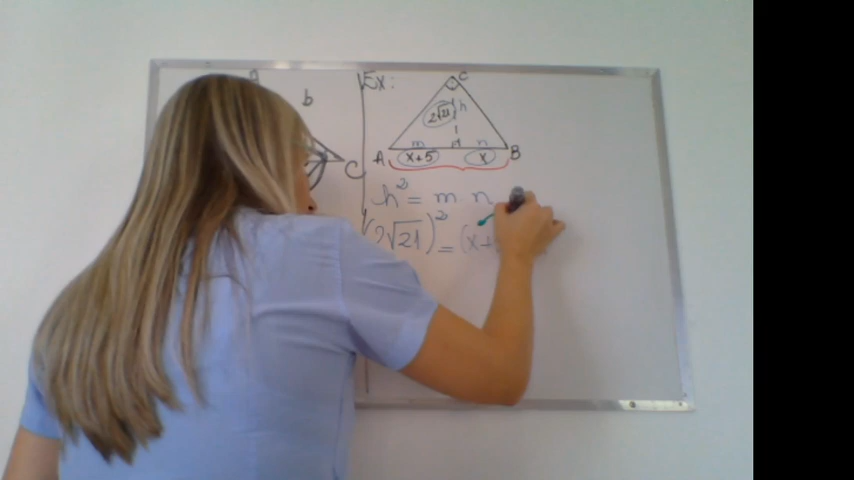 b
C
Ex:
C
2√21 h
m n
A x+5 x B
h² = m n
2√21)² = (x+